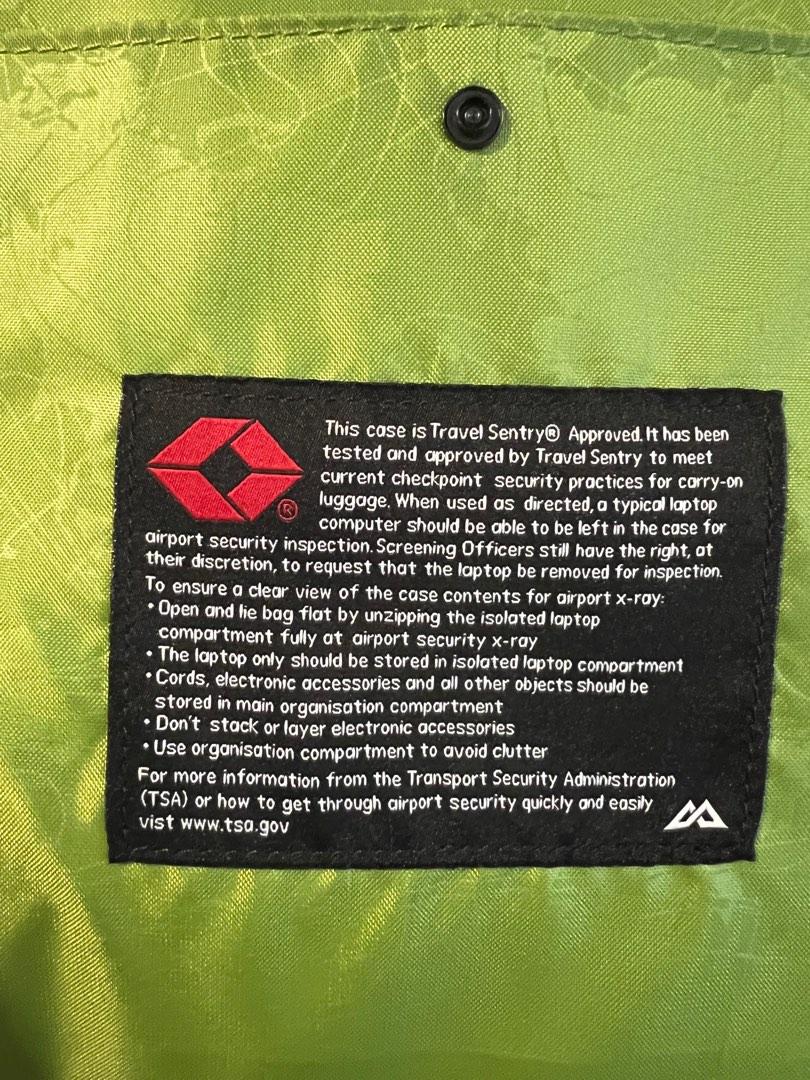 This case is Travel Sentry® Approved. It has been
tested and approved by Travel Sentry to meet
current checkpoint security practices for carry-on
luggage. When used as directed, a typical laptop
computer should be able to be left in the case for
airport security inspection. Screening Officers still have the right, at
their discretion, to request that the laptop be removed for inspection.
To ensure a clear view of the case contents for airport x-ray:
• Open and lie bag flat by unzipping the isolated laptop
compartment fully at airport security x-ray
• The laptop only should be stored in isolated laptop compartment
• Cords, electronic accessories and all other objects should be
stored in main organisation compartment
• Don't stack or layer electronic accessories
• Use organisation compartment to avoid clutter
For more information from the Transport Security Administration
(TSA) or how to get through airport security quickly and easily
vist www.tsa.gov
®